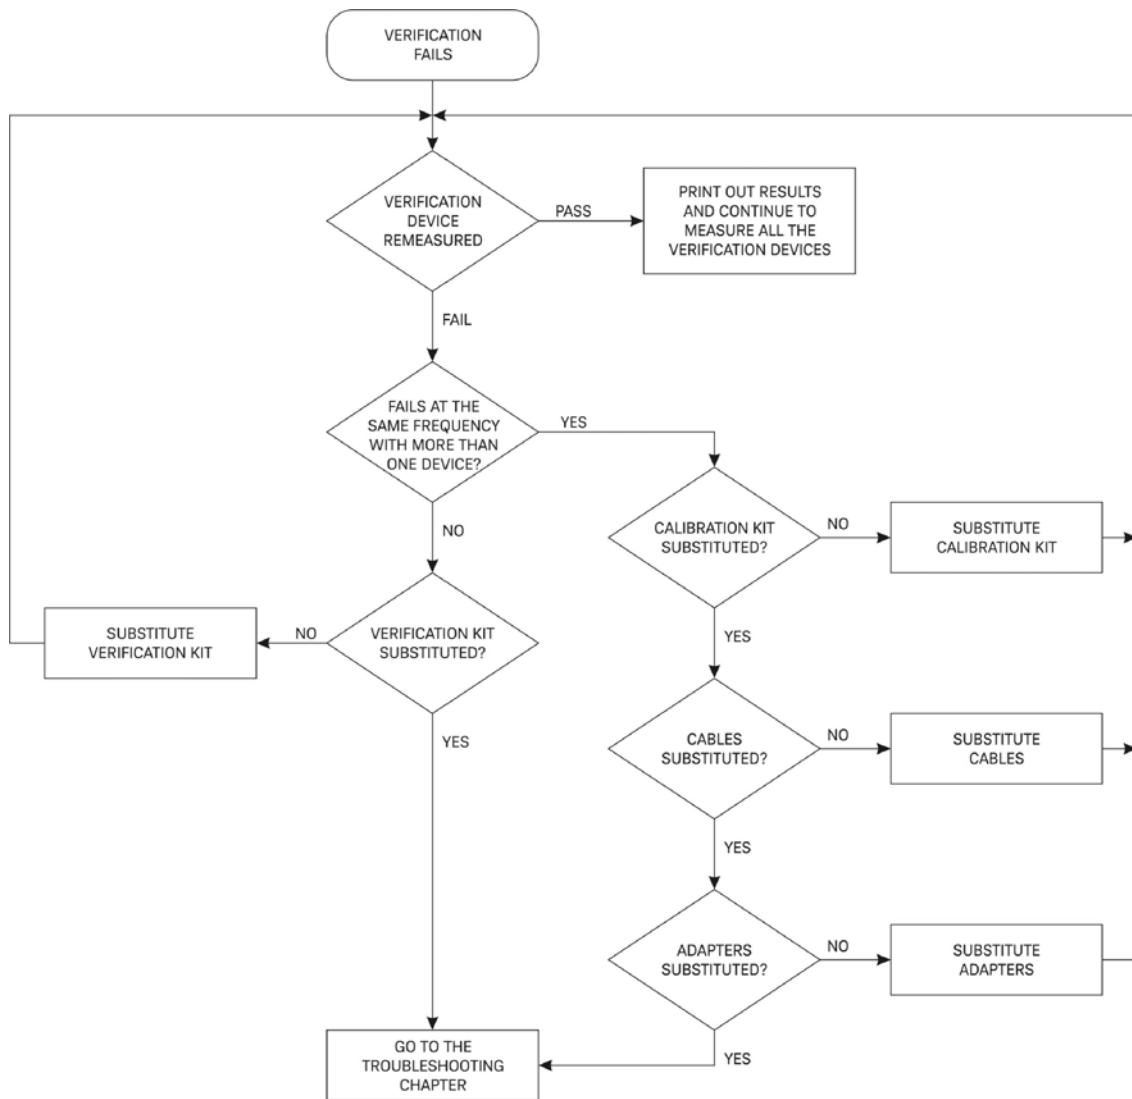 VERIFICATION
FAILS
VERIFICATION
DEVICE
REMEASURED
PASS
PRINT OUT RESULTS
AND CONTINUE TO
MEASURE ALL THE
VERIFICATION DEVICES
FAIL
FAILS AT THE
SAME FREQUENCY
WITH MORE THAN
ONE DEVICE?
YES
NO
CALIBRATION KIT
SUBSTITUTED?
NO
SUBSTITUTE
CALIBRATION KIT
SUBSTITUTE
VERIFICATION KIT
NO
VERIFICATION KIT
SUBSTITUTED?
YES
YES
CABLES
SUBSTITUTED?
NO
SUBSTITUTE
CABLES
YES
ADAPTERS
SUBSTITUTED?
NO
SUBSTITUTE
ADAPTERS
YES
GO TO THE
TROUBLESHOOTING
CHAPTER